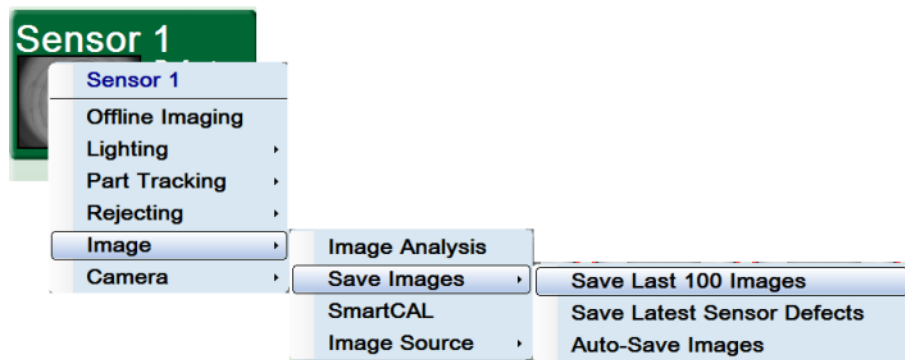 Sensor 1
Sensor 1
Offline Imaging
Lighting
Part Tracking
Rejecting
Image
Camera
Image Analysis
Save Images
SmartCAL
Image Source
Save Last 100 Images
Save Latest Sensor Defects
Auto-Save Images